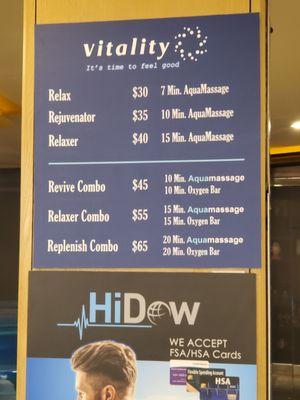 vitality
It's time to feel good
Relax $30 7 Min. AquaMassage
Rejuvenator $35 10 Min. AquaMassage
Relaxer $40 15 Min. AquaMassage
Revive Combo $45 10 Min. Aquamassage
10 Min. Oxygen Bar
Relaxer Combo $55 15 Min. Aquamassage
15 Min. Oxygen Bar
Replenish Combo $65 20 Min. Aquamassage
20 Min. Oxygen Bar
HiDow
WE ACCEPT
FSA/HSA Cards
Flexible Spending Account
HSA